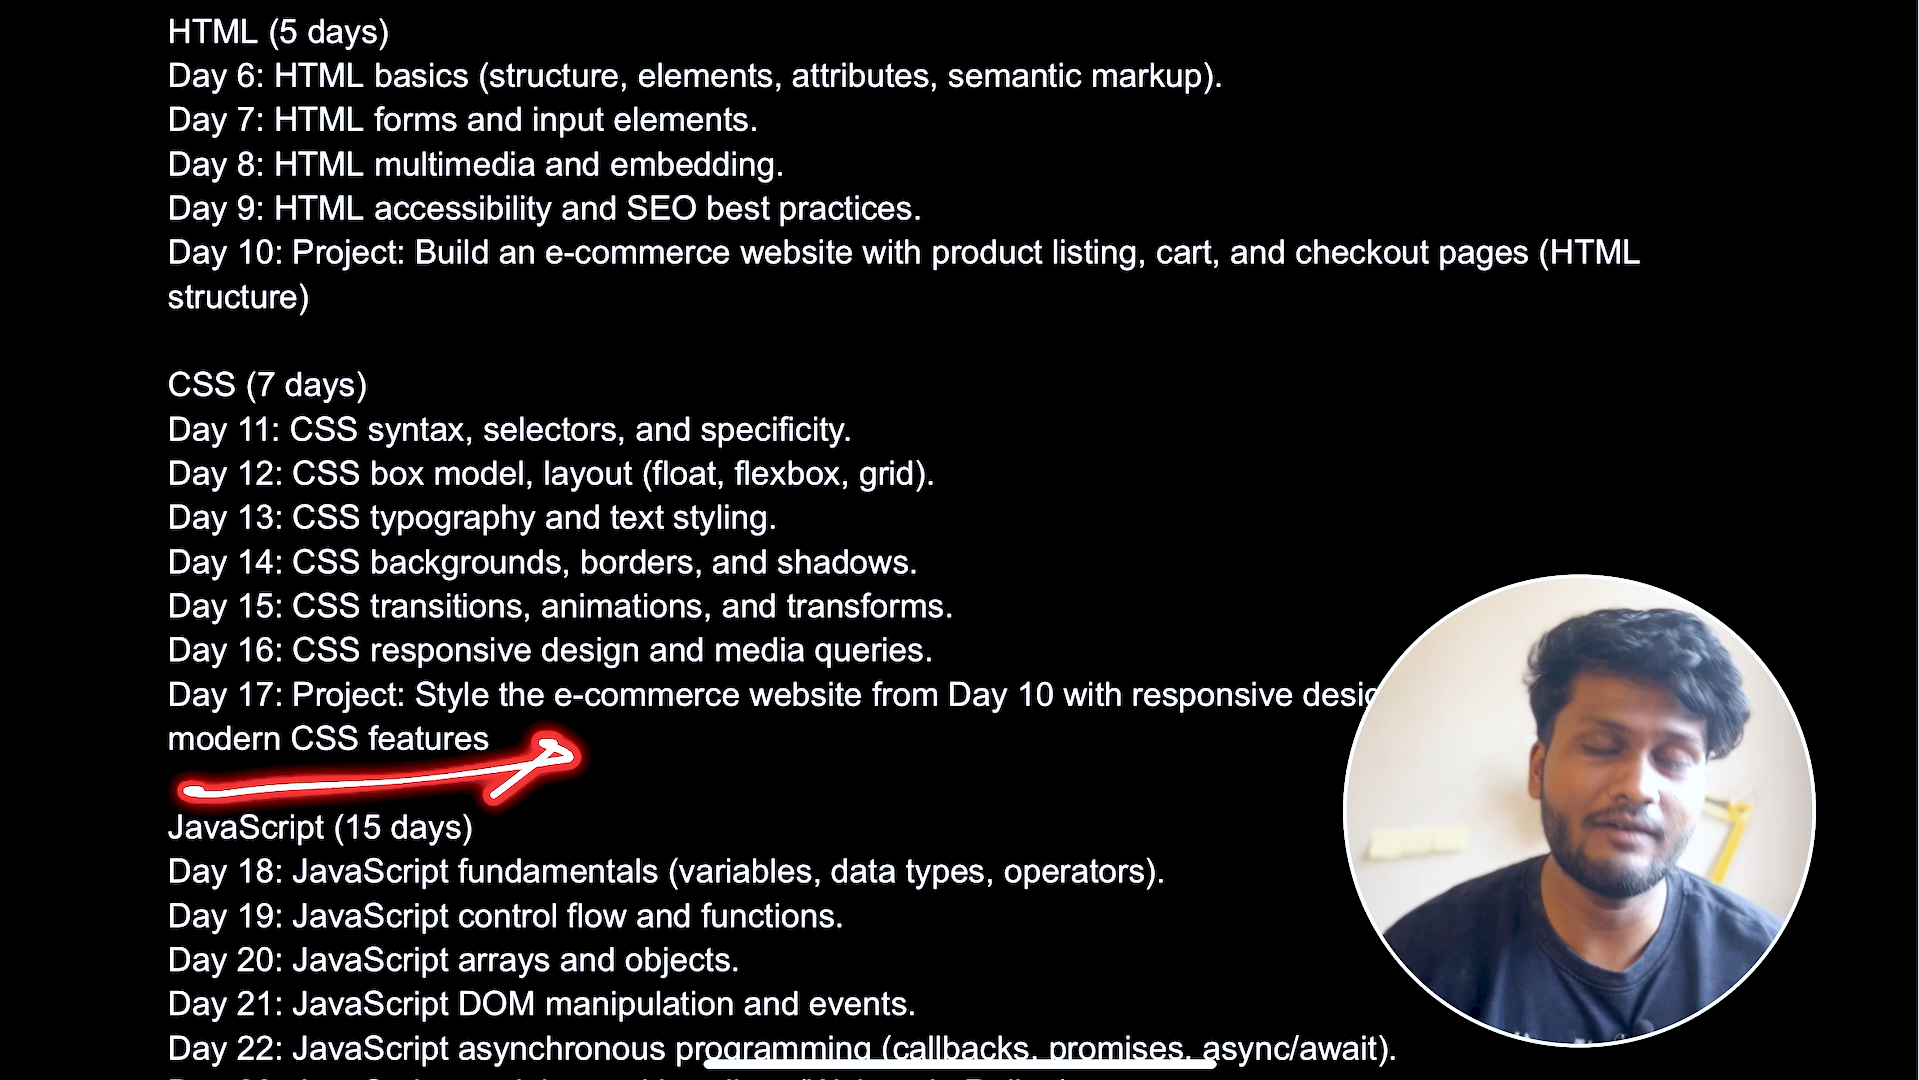 HTML (5 days)
Day 6: HTML basics (structure, elements, attributes, semantic markup).
Day 7: HTML forms and input elements.
Day 8: HTML multimedia and embedding.
Day 9: HTML accessibility and SEO best practices.
Day 10: Project: Build an e-commerce website with product listing, cart, and checkout pages (HTML
structure)
CSS (7 days)
Day 11: CSS syntax, selectors, and specificity.
Day 12: CSS box model, layout (float, flexbox, grid).
Day 13: CSS typography and text styling.
Day 14: CSS backgrounds, borders, and shadows.
Day 15: CSS transitions, animations, and transforms.
Day 16: CSS responsive design and media queries.
Day 17: Project: Style the e-commerce website from Day 10 with responsive
modern CSS features
JavaScript (15 days)
Day 18: JavaScript fundamentals (variables, data types, operators).
Day 19: JavaScript control flow and functions.
Day 20: JavaScript arrays and objects.
Day 21: JavaScript DOM manipulation and events.
Day 22: JavaScript asynchronous programming (callbacks, promises, async/await).